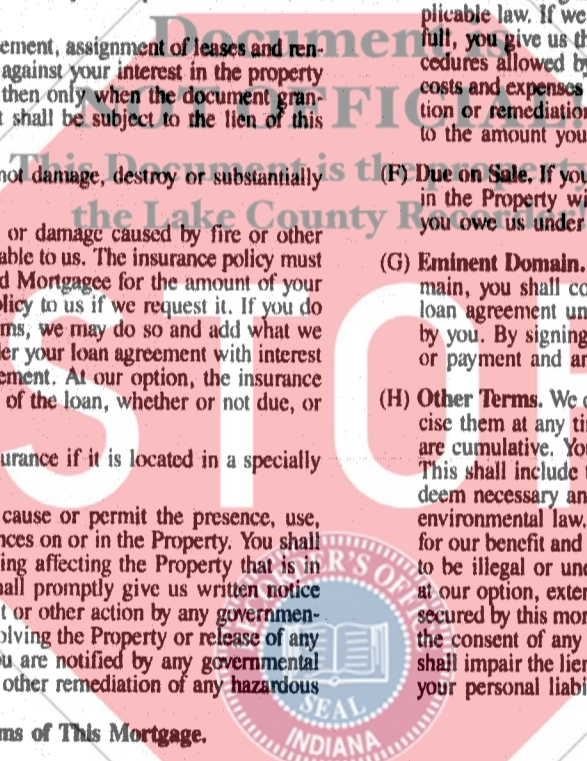 Document is
NOT OFFICIAL
This Document is the property
the Lake County Recorder
STOP
ement, assignment of leases and ren-
against your interest in the property
then only when the document gran-
t shall be subject to the lien of this
not damage, destroy or substantially
or damage caused by fire or other
able to us. The insurance policy must
d Mortgagee for the amount of your
olicy to us if we request it. If you do
ms, we may do so and add what we
er your loan agreement with interest
ement. At our option, the insurance
of the loan, whether or not due, or
urance if it is located in a specially
cause or permit the presence, use,
nces on or in the Property. You shall
ing affecting the Property that is in
hall promptly give us written notice
t or other action by any governmen-
olving the Property or release of any
ou are notified by any governmental
other remediation of any hazardous
ms of This Mortgage.
plicable law. If we
full, you give us th
cedures allowed by
costs and expenses
tion or remediation
to the amount you
(F) Due on Sale. If you
in the Property wi
you owe us under
(G) Eminent Domain.
main, you shall co
loan agreement un
by you. By signing
or payment and an
(H) Other Terms. We
cise them at any ti
are cumulative. You
This shall include
deem necessary an
environmental law.
for our benefit and
to be illegal or une
at our option, exten
secured by this mor
the consent of any
shall impair the lien
your personal liabi
ORDER'S OF
SEAL
INDIANA